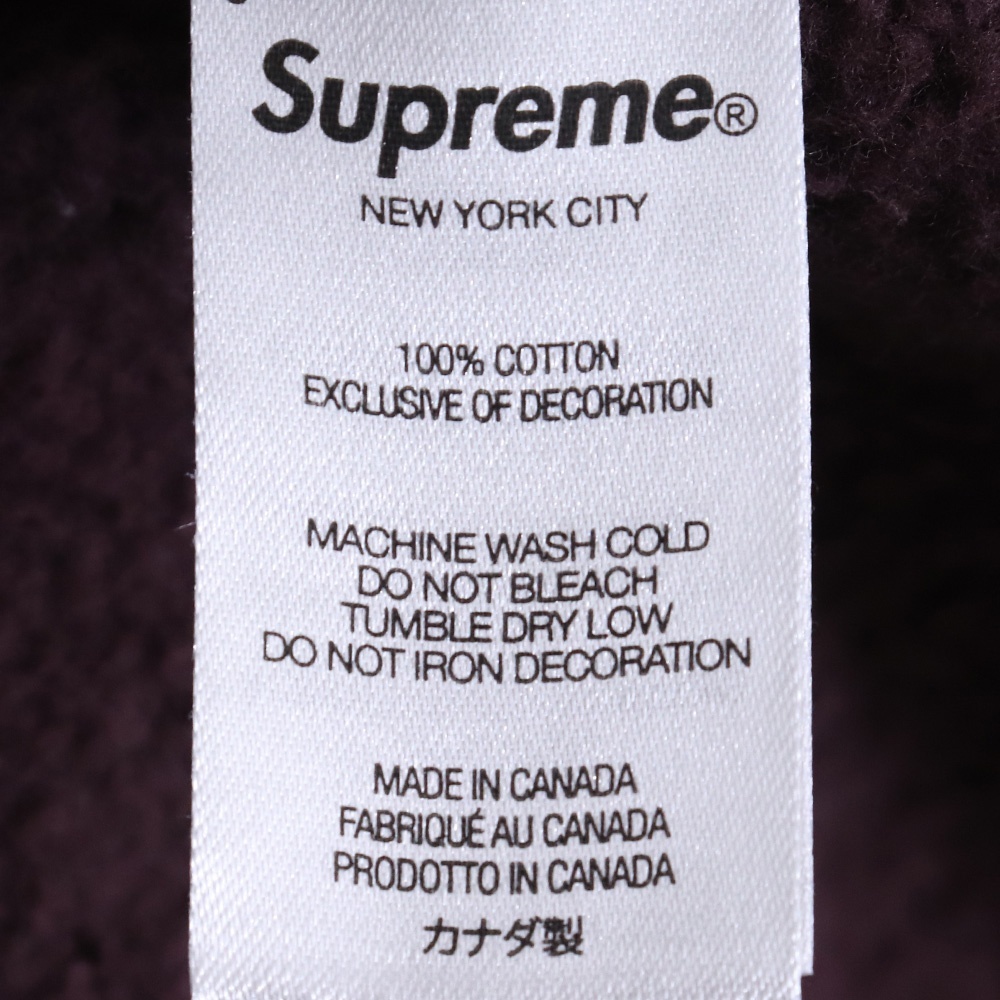 Supreme®
NEW YORK CITY
100% COTTON
EXCLUSIVE OF DECORATION
MACHINE WASH COLD
DO NOT BLEACH
TUMBLE DRY LOW
DO NOT IRON DECORATION
MADE IN CANADA
FABRIQUÉ AU CANADA
PRODOTTO IN CANADA
カナダ製